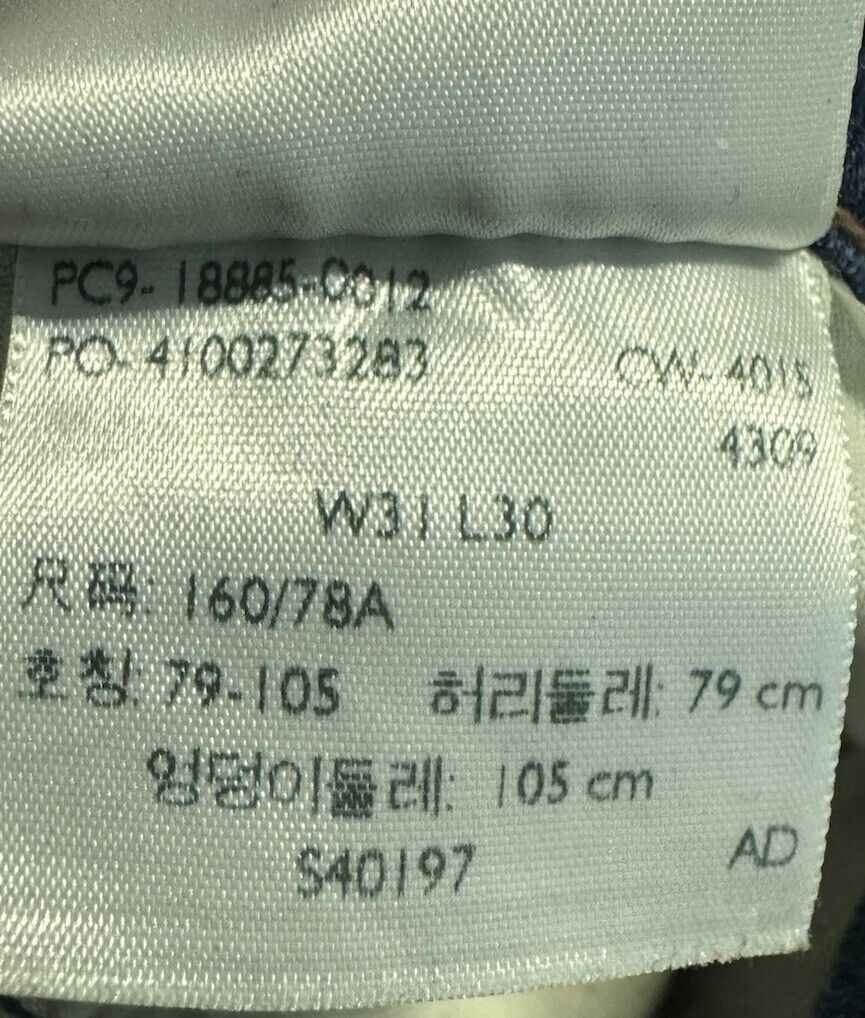 PC9-18885-0012
PO-4100273283 CW-4015
4309
W31 L30
尺码: 160/78A
호칭: 79-105 허리둘레: 79 cm
엉덩이둘레: 105 cm
S40197 AD